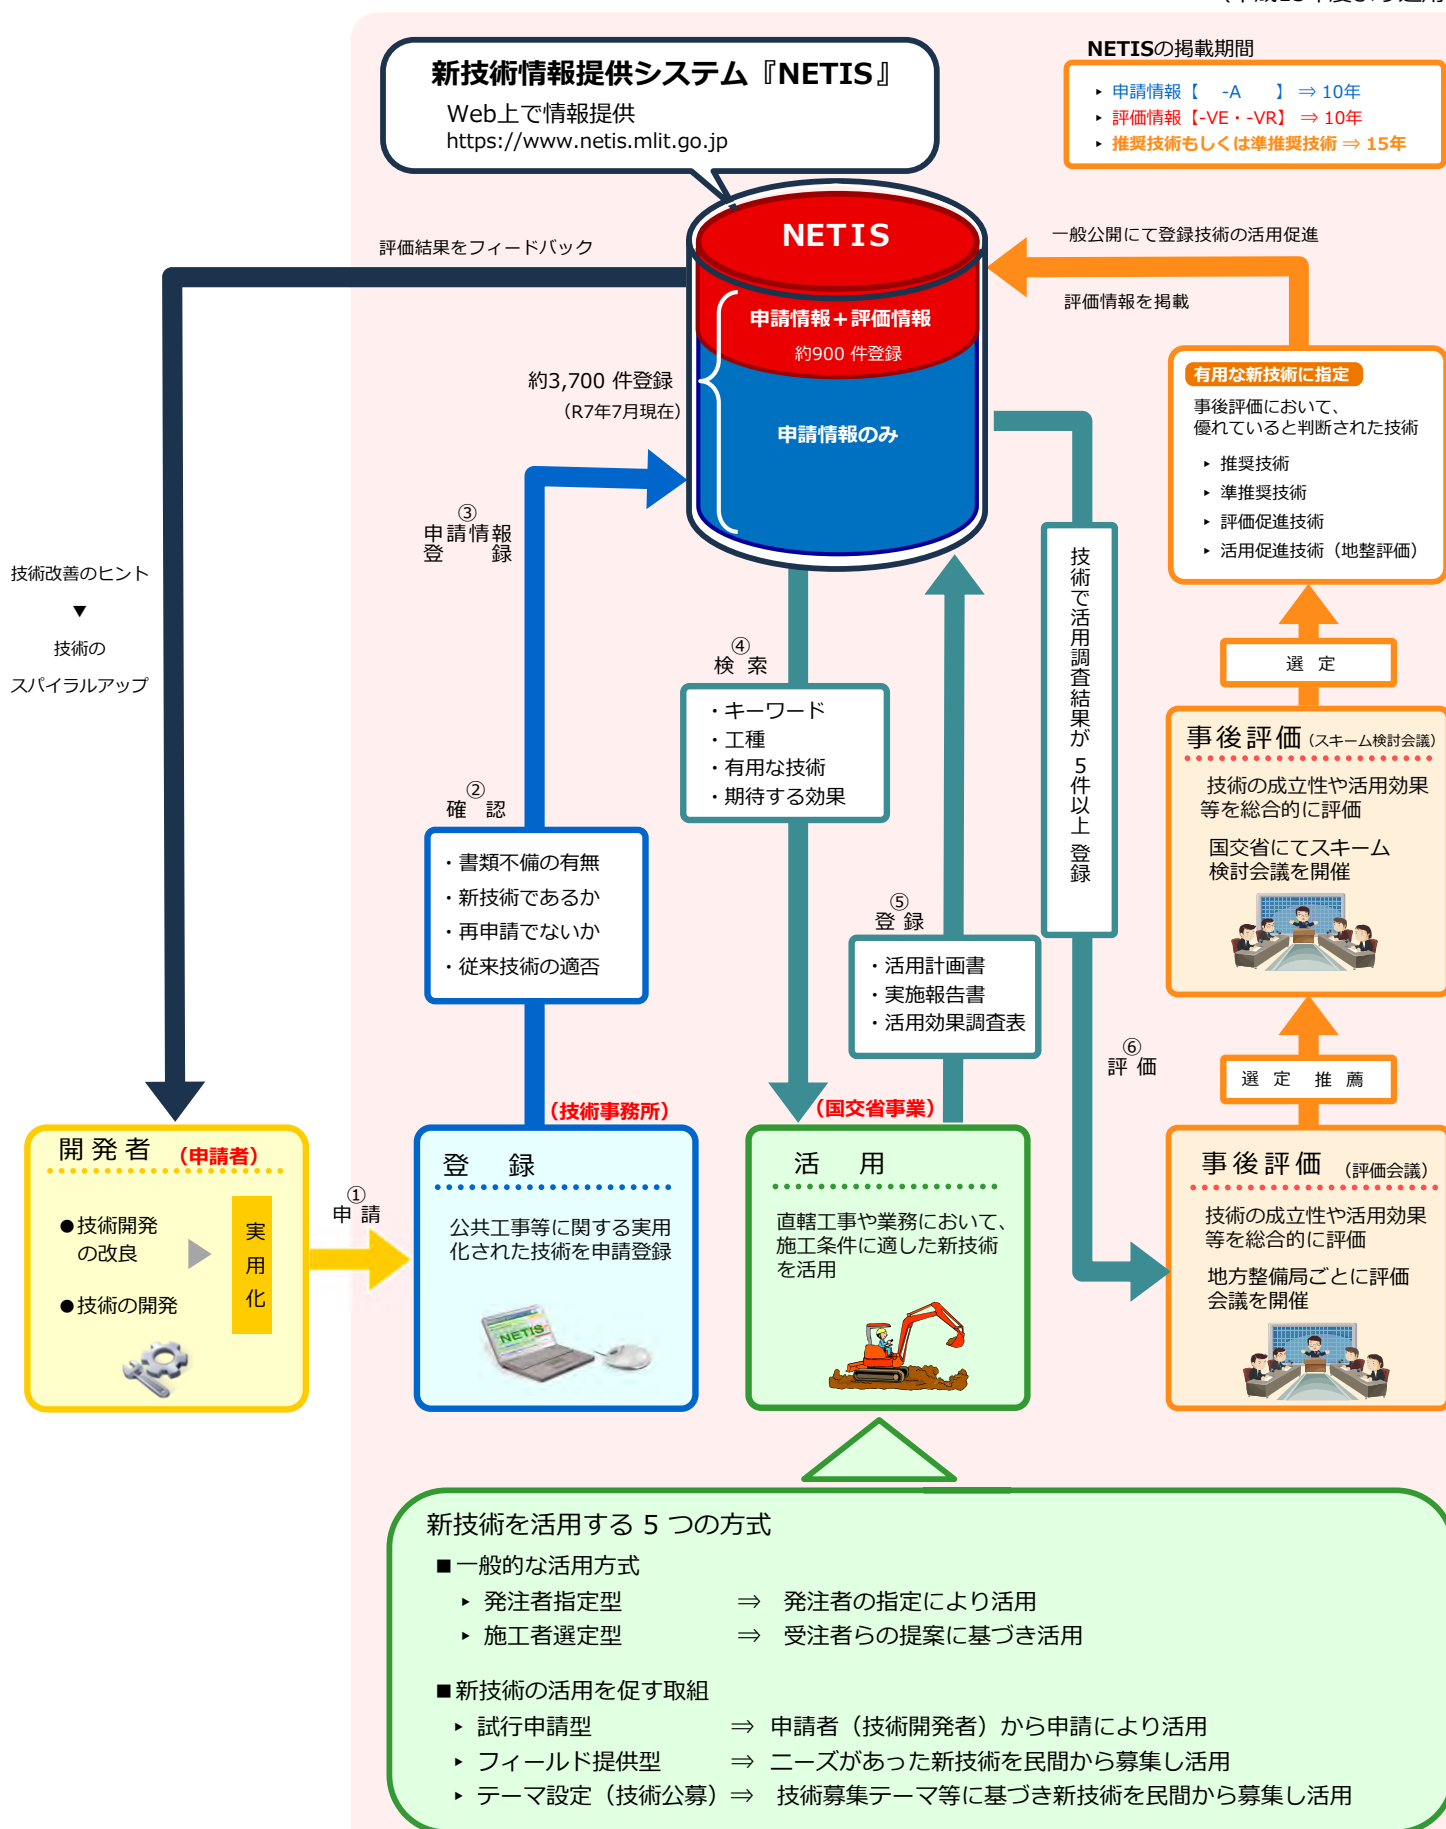 新技術情報提供システム『NETIS』
Web上で情報提供
https://www.netis.mlit.go.jp
NETISの掲載期間
▸ 申請情報【 -A 】⇒10年
▸ 評価情報【-VE・-VR】⇒10年
▸ 推奨技術もしくは準推奨技術⇒15年
NETIS
申請情報＋評価情報
約900 件登録
申請情報のみ
約3,700 件登録
（R7年7月現在）
評価結果をフィードバック
一般公開にて登録技術の活用促進
評価情報を掲載
有用な新技術に指定
事後評価において、
優れていると判断された技術
▸ 推奨技術
▸ 準推奨技術
▸ 評価促進技術
▸ 活用促進技術（地整評価）
選定
事後評価（スキーム検討会議）
技術の成立性や活用効果
等を総合的に評価
国交省にてスキーム
検討会議を開催
選定 推薦
事後評価 （評価会議）
技術の成立性や活用効果
等を総合的に評価
地方整備局ごとに評価
会議を開催
技術改善のヒント
▼
技術の
スパイラルアップ
③
申請情報
登録
②
確認
・書類不備の有無
・新技術であるか
・再申請でないか
・従来技術の適否
④
検索
・キーワード
・工種
・有用な技術
・期待する効果
⑤
登録
・活用計画書
・実施報告書
・活用効果調査表
技術で活用調査結果が 5件以上 登録
⑥
評価
開発者 （申請者）
●技術開発
の改良
●技術の開発
実用化
①
申請
（技術事務所）
登 録
公共工事等に関する実用
化された技術を申請登録
NETIS
（国交省事業）
活 用
直轄工事や業務において、
施工条件に適した新技術
を活用
新技術を活用する 5 つの方式
■一般的な活用方式
▸ 発注者指定型 ⇒ 発注者の指定により活用
▸ 施工者選定型 ⇒ 受注者らの提案に基づき活用
■新技術の活用を促す取組
▸ 試行申請型 ⇒ 申請者（技術開発者）から申請により活用
▸ フィールド提供型 ⇒ ニーズがあった新技術を民間から募集し活用
▸ テーマ設定（技術公募）⇒ 技術募集テーマ等に基づき新技術を民間から募集し活用